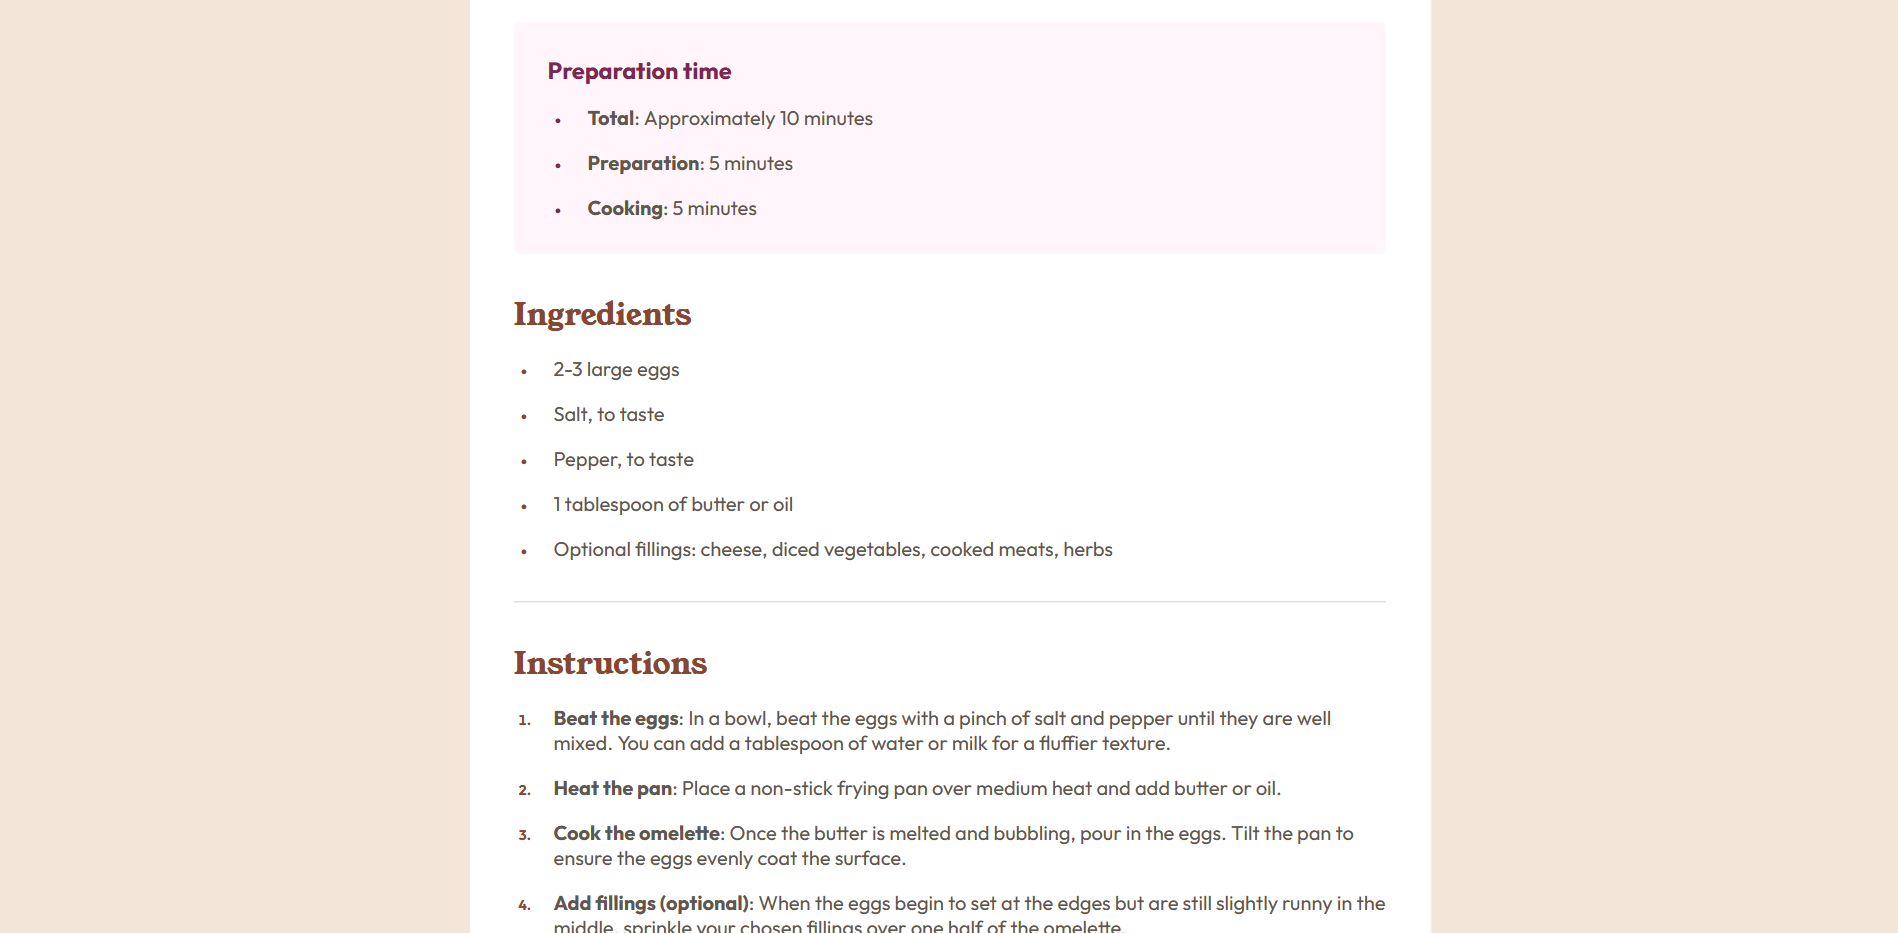 Preparation time
• Total: Approximately 10 minutes
• Preparation: 5 minutes
• Cooking: 5 minutes
Ingredients
• 2-3 large eggs
• Salt, to taste
• Pepper, to taste
• 1 tablespoon of butter or oil
• Optional fillings: cheese, diced vegetables, cooked meats, herbs
Instructions
1. Beat the eggs: In a bowl, beat the eggs with a pinch of salt and pepper until they are well
mixed. You can add a tablespoon of water or milk for a fluffier texture.
2. Heat the pan: Place a non-stick frying pan over medium heat and add butter or oil.
3. Cook the omelette: Once the butter is melted and bubbling, pour in the eggs. Tilt the pan to
ensure the eggs evenly coat the surface.
4. Add fillings (optional): When the eggs begin to set at the edges but are still slightly runny in the
middle, sprinkle your chosen fillings over one half of the omelette.